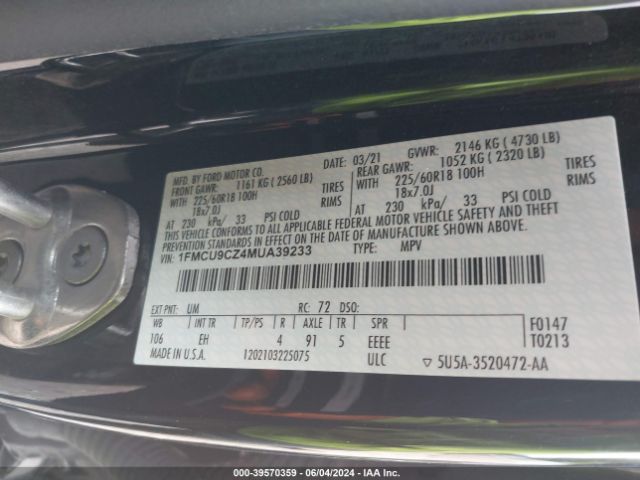 MFD. BY FORD MOTOR CO. DATE: 03/21 GVWR: 2146 KG ( 4730 LB)
FRONT GAWR: 1161 KG ( 2560 LB) REAR GAWR: 1052 KG ( 2320 LB)
WITH 225/60R18 100H TIRES WITH 225/60R18 100H TIRES
18x7.0J RIMS 18x7.0J RIMS
AT 230 kPa/ 33 PSI COLD AT 230 kPa/ 33 PSI COLD
THIS VEHICLE CONFORMS TO ALL APPLICABLE FEDERAL MOTOR VEHICLE SAFETY AND THEFT
PREVENTION STANDARDS IN EFFECT ON THE DATE OF MANUFACTURE SHOWN ABOVE.
VIN: 1FMCU9CZ4MUA39233 TYPE: MPV
EXT PNT: UM RC: 72 DSO:
WB INT TR TP/PS R AX TR SPR F0147
106 EH 4 91 5 EEEE T0213
MADE IN U.S.A. 1202103225075 ULC ▽ 5U5A-3520472-AA
000-39570359 - 06/04/2024 - IAA Inc.